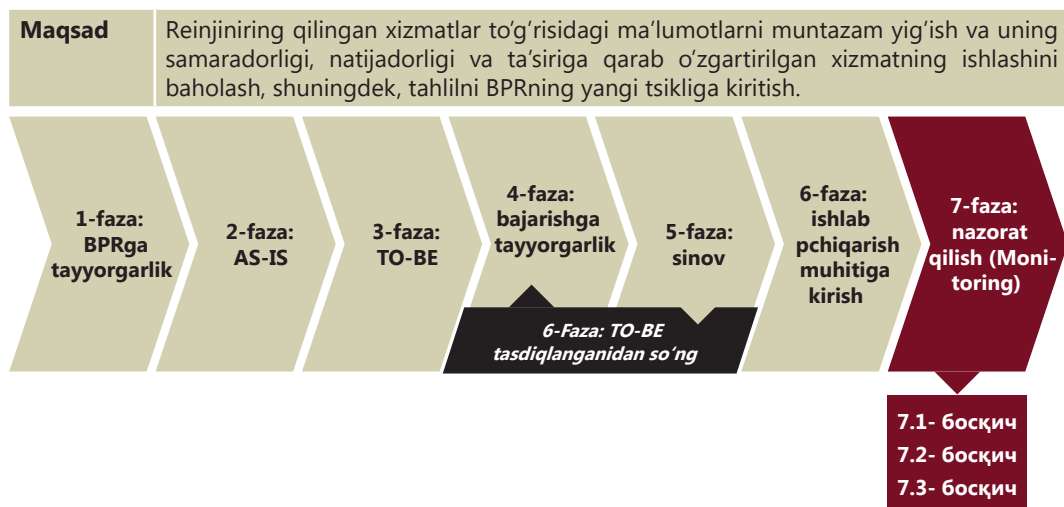 Maqsad
Reinjiniring qilingan xizmatlar to‘g‘risidagi ma’lumotlarni muntazam yig‘ish va uning
samaradorligi, natijadorligi va ta’siriga qarab o‘zgartirilgan xizmatning ishlashini
baholash, shuningdek, tahlilni BPRning yangi tsikliga kiritish.
1-faza:
BPRga
tayyorgarlik
2-faza:
AS-IS
3-faza:
TO-BE
4-faza:
bajarishga
tayyorgarlik
5-faza:
sinov
6-faza:
ishlab
pchiqarish
muhitiga
kirish
7-faza:
nazorat
qilish (Moni-
toring)
6-Faza: TO-BE
tasdiqlanganidan so‘ng
7.1- босқич
7.2- босқич
7.3- босқич